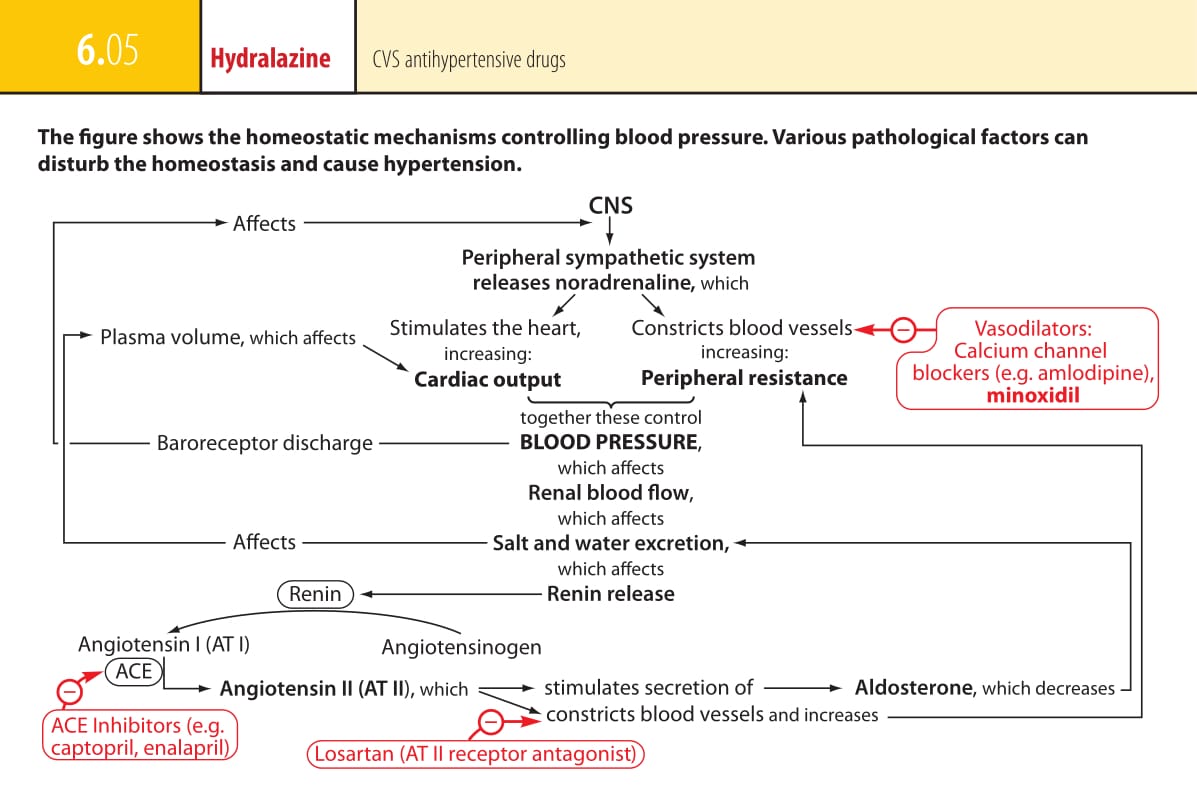 6.05
Hydralazine
CVS antihypertensive drugs
The figure shows the homeostatic mechanisms controlling blood pressure. Various pathological factors can
disturb the homeostasis and cause hypertension.
CNS
Affects
Peripheral sympathetic system
releases noradrenaline, which
Plasma volume, which affects
Stimulates the heart,
increasing:
Cardiac output
Constricts blood vessels
increasing:
Peripheral resistance
Vasodilators:
Calcium channel
blockers (e.g. amlodipine),
minoxidil
together these control
Baroreceptor discharge
BLOOD PRESSURE,
which affects
Renal blood flow,
which affects
Affects
Salt and water excretion,
which affects
Renin
Renin release
Angiotensin I (AT I)
Angiotensinogen
ACE
Angiotensin II (AT II), which
stimulates secretion of
Aldosterone, which decreases
constricts blood vessels and increases
ACE Inhibitors (e.g.
captopril, enalapril)
Losartan (AT II receptor antagonist)